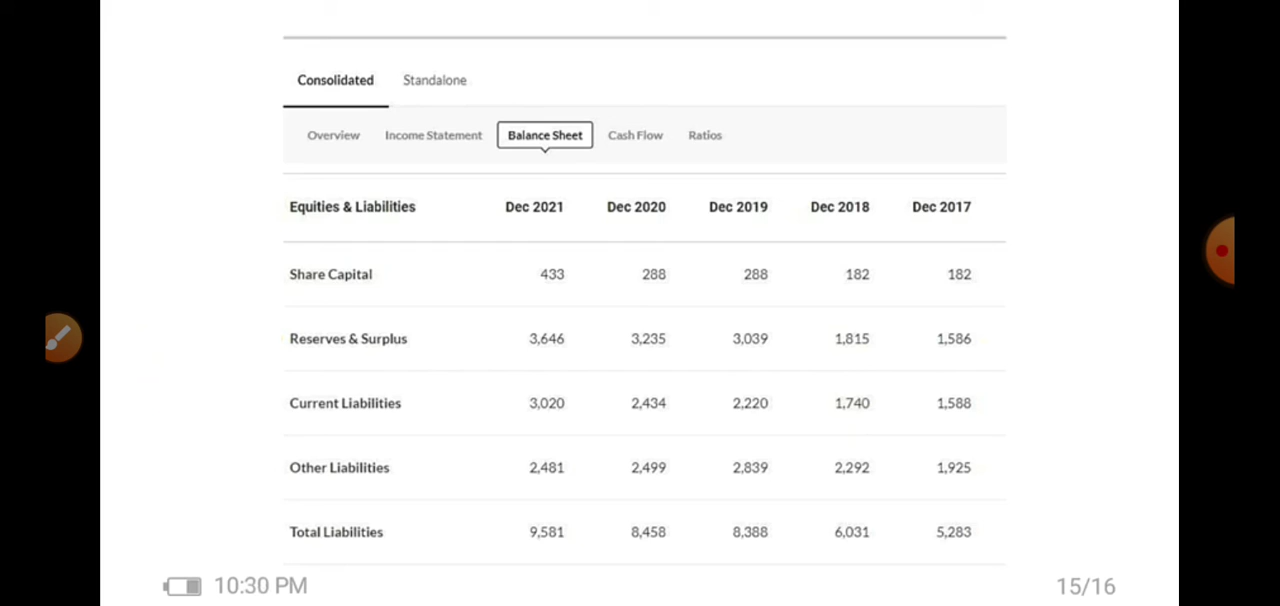 Consolidated Standalone
Overview Income Statement Balance Sheet Cash Flow Ratios
Equities & Liabilities Dec 2021 Dec 2020 Dec 2019 Dec 2018 Dec 2017
Share Capital 433 288 288 182 182
Reserves & Surplus 3,646 3,235 3,039 1,815 1,586
Current Liabilities 3,020 2,434 2,220 1,740 1,588
Other Liabilities 2,481 2,499 2,839 2,292 1,925
Total Liabilities 9,581 8,458 8,388 6,031 5,283
10:30 PM 15/16